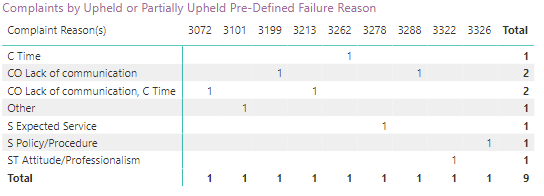 Complaints by Upheld or Partially Upheld Pre-Defined Failure Reason
Complaint Reason(s) 3072 3101 3199 3213 3262 3278 3288 3322 3326 Total
C Time 1 1
CO Lack of communication 1 1 2
CO Lack of communication, C Time 1 1 2
Other 1 1
S Expected Service 1 1
S Policy/Procedure 1 1
ST Attitude/Professionalism 1 1
Total 1 1 1 1 1 1 1 1 1 9